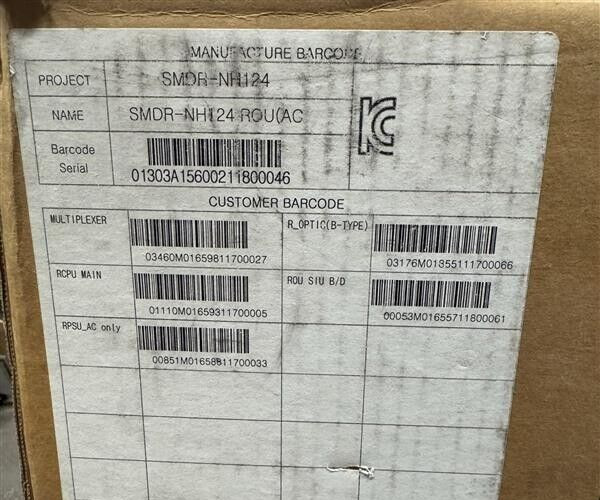 MANUFACTURE BARCODE
PROJECT SMDR-NH124
NAME SMDR-NH124 ROU(AC
Barcode Serial
01303A15600211800046
CUSTOMER BARCODE
MULTIPLEXER R_OPTIC(B-TYPE)
03460M01659811700027 03176M01355111700066
RCPU MAIN ROU SIU B/D
01110M01659311700005 00053M01655711800061
RPSU_AC only
00851M01658811700033